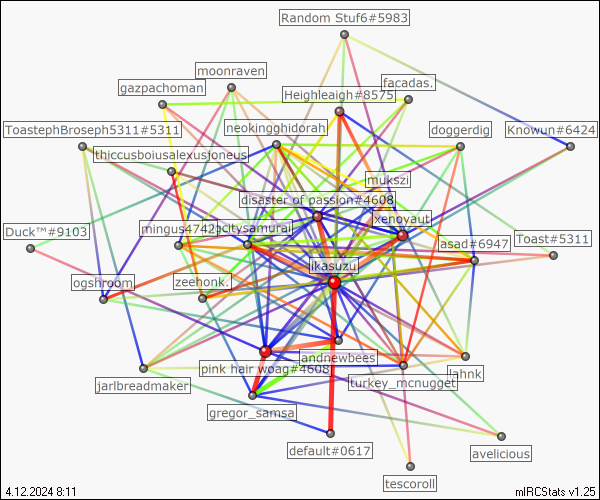 Random Stuf6#5983
moonraven
facadas.
gazpachoman
Heighleaigh#8575
ToastephBroseph5311#5311
neokingghidorah
doggerdig
Knowun#6424
thiccusboiusalexusjoneus
mukszi
disaster of passion#4608
xenovaut
Duck™#9103
mingus4742
citysamurai
asad#6947
Toast#5311
ikasuzu
ogshroom
zeehonk.
andnewbees
pink hair woag#4608
lahnk
jarlbreadmaker
turkey_mcnugget
gregor_samsa
default#0617
avelicious
tescoroll
4.12.2024 8:11
mIRCStats v1.25